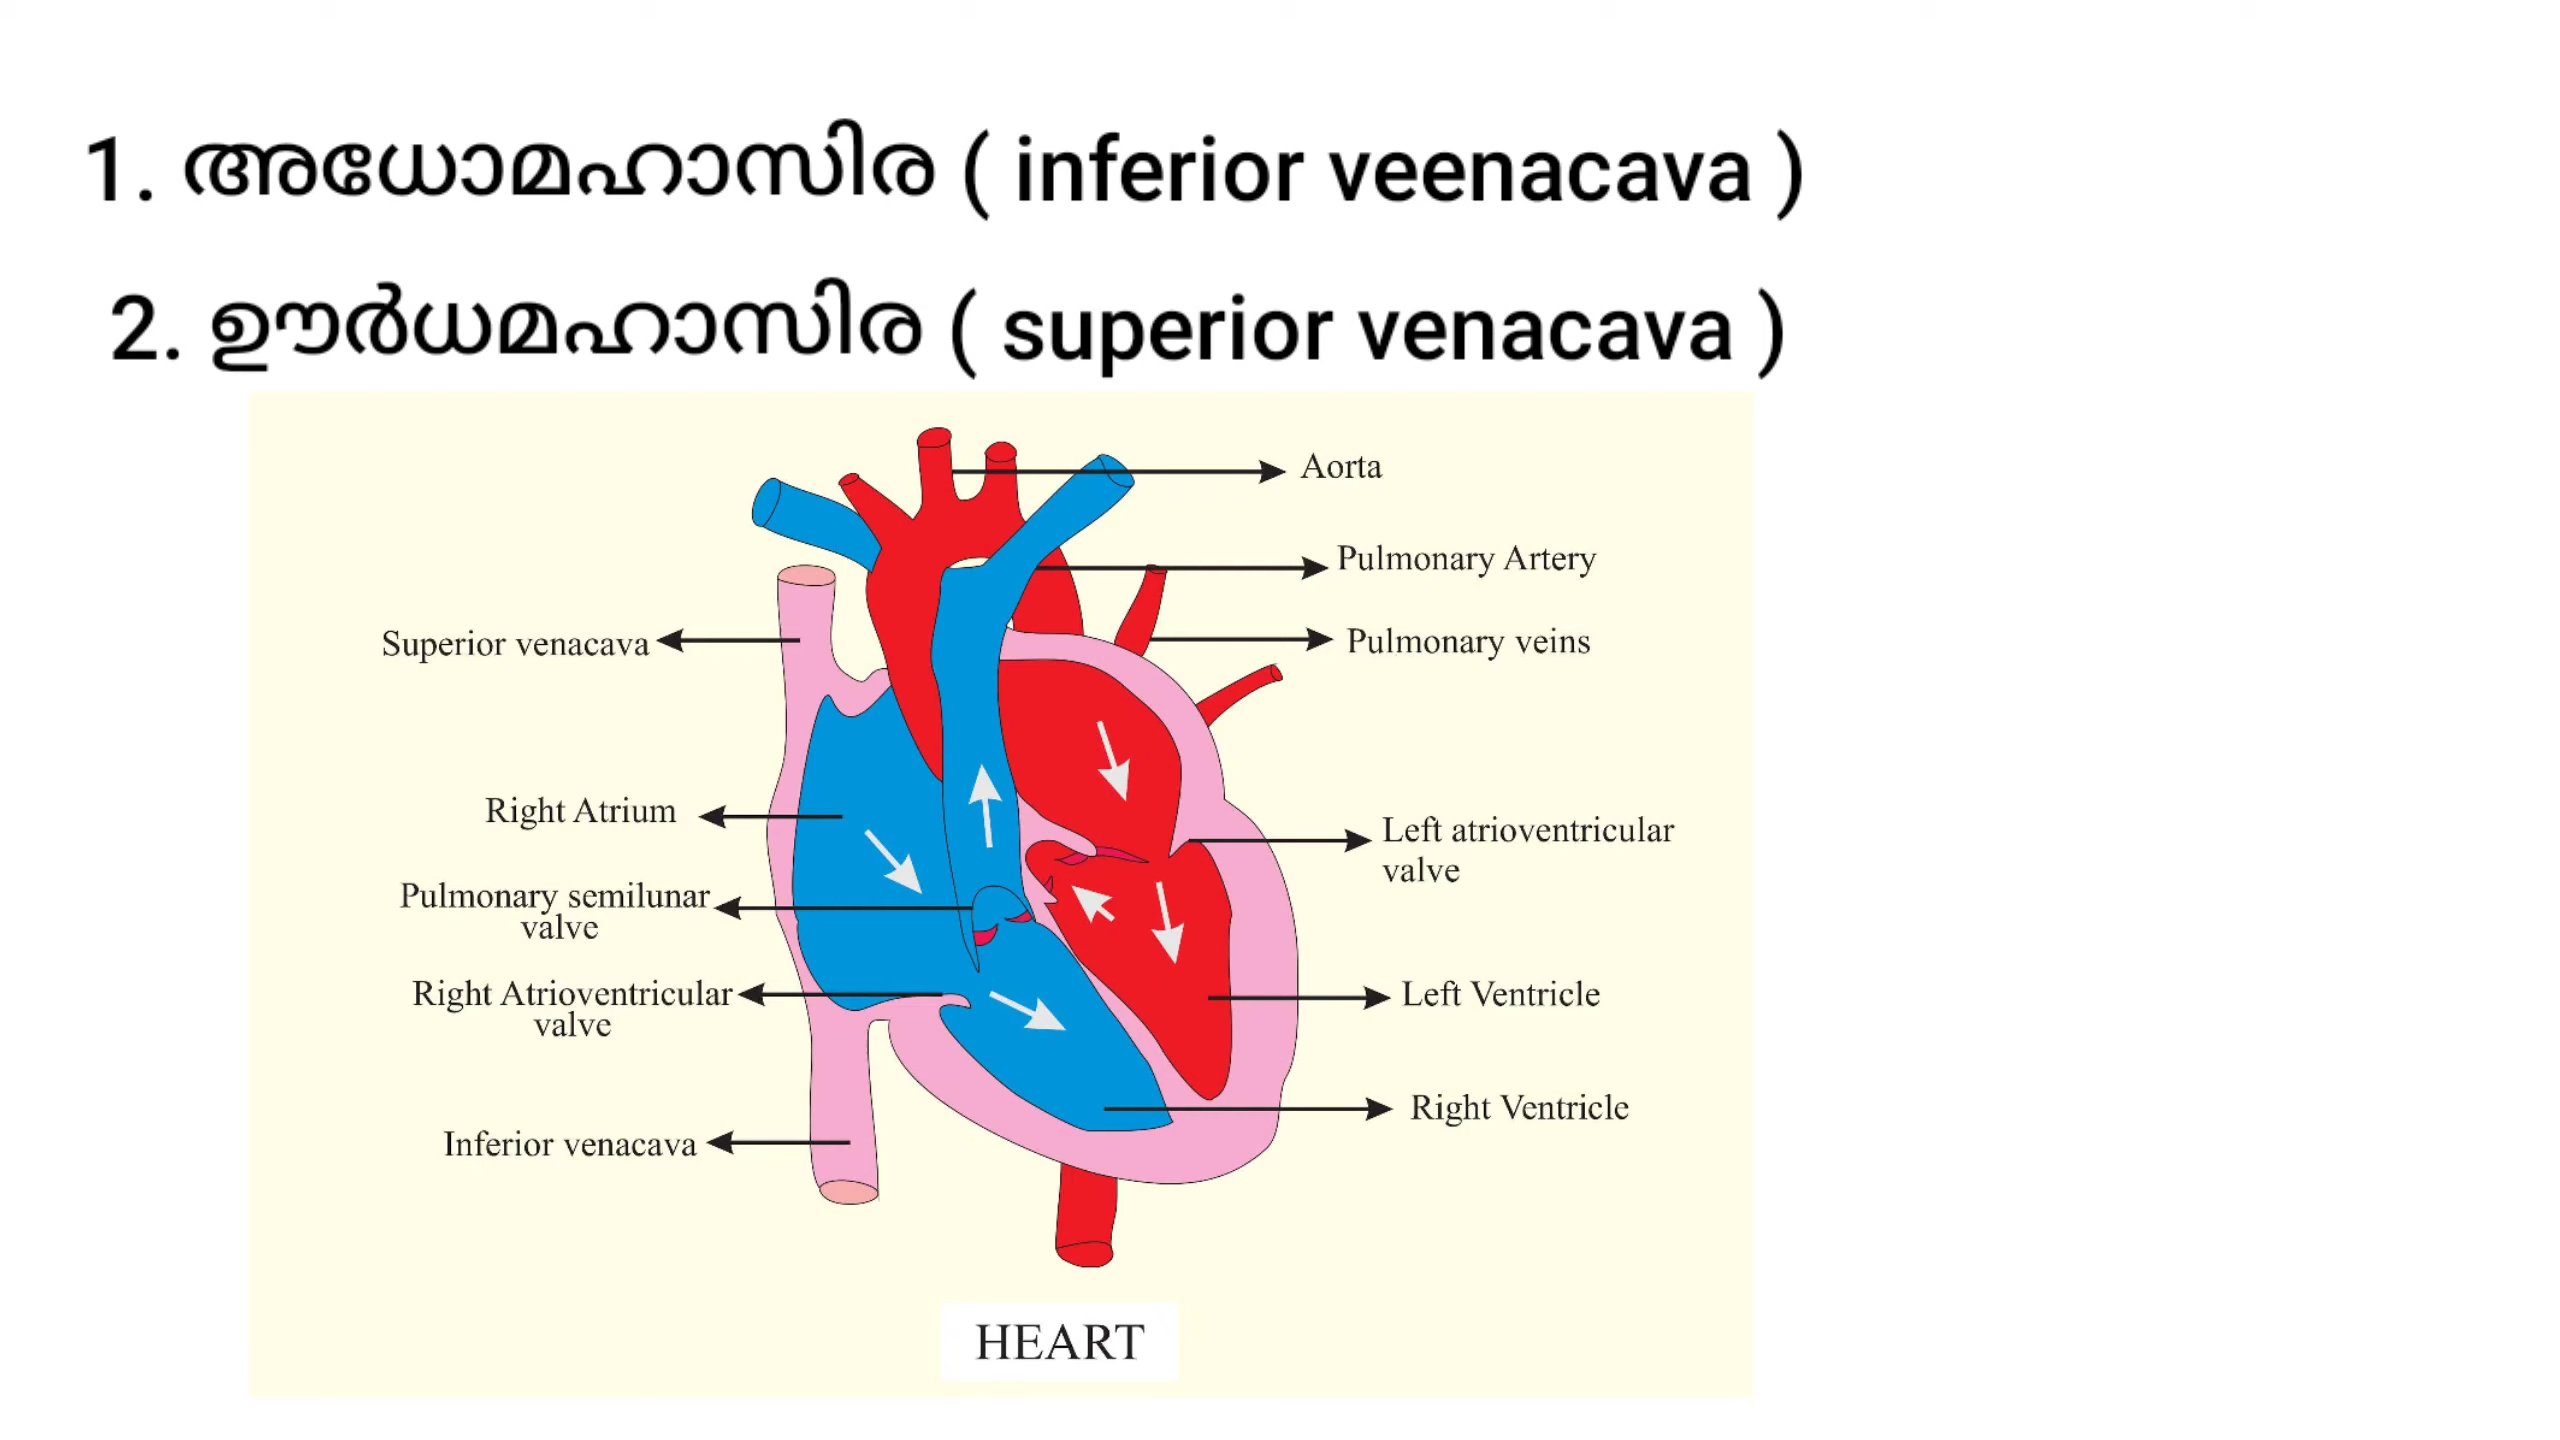 1. അധോമഹാസിര ( inferior veenacava )
2. ഊർധമഹാസിര ( superior venacava )
Aorta
Pulmonary Artery
Superior venacava
Pulmonary veins
Right Atrium
Left atrioventricular
valve
Pulmonary semilunar
valve
Right Atrioventricular
valve
Left Ventricle
Right Ventricle
Inferior venacava
HEART